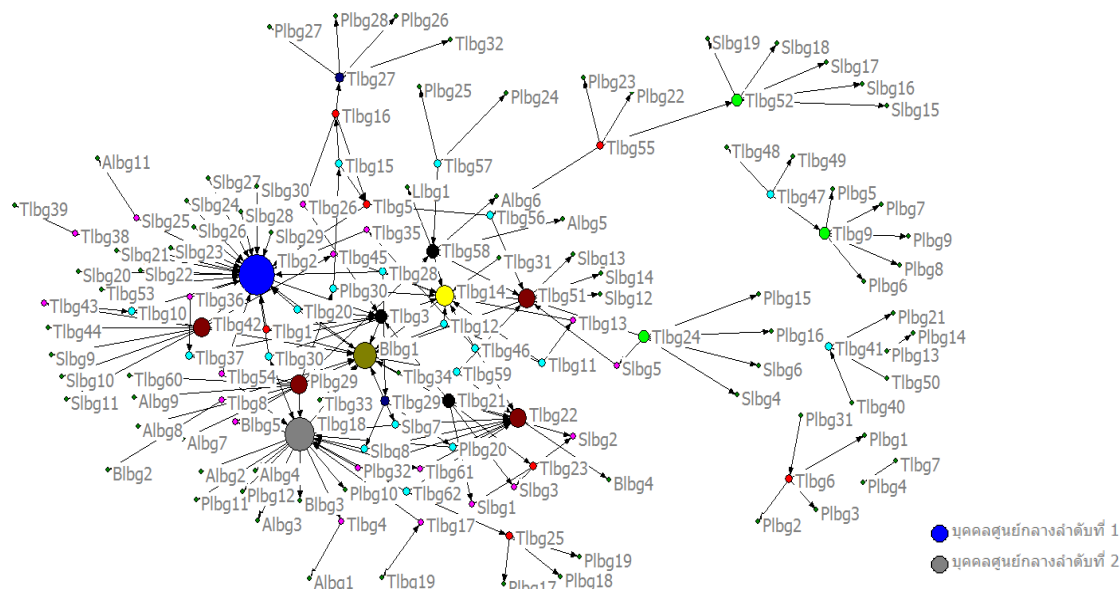 Plbg27
Plbg28
Plbg26
Tlbg32
Tlbg27
Slbg19
Slbg18
Slbg17
Slbg16
Slbg15
Tlbg52
Plbg23
Plbg22
Plbg25
Plbg24
Tlbg16
Tlbg55
Tlbg48
Tlbg49
Albg11
Tlbg15
Tlbg57
Slbg27
Slbg30
Llbg1
Albg6
Tlbg47
Plbg5
Tlbg39
Slbg24
Tlbg26
Tlbg5
Tlbg56
Albg5
Plbg7
Slbg25
Slbg28
Slbg26
Tlbg38
Slbg29
Tlbg35
Tlbg9
Plbg9
Slbg21
Slbg23
Tlbg2
Tlbg45
Tlbg58
Tlbg31
Slbg13
Plbg8
Slbg20
Slbg22
Tlbg28
Slbg14
Plbg6
Tlbg53
Tlbg36
Plbg30
Tlbg14
Tlbg51
Slbg12
Plbg15
Tlbg43
Tlbg10
Tlbg20
Tlbg3
Tlbg13
Plbg21
Tlbg44
Tlbg42
Tlbg1
Tlbg12
Tlbg24
Plbg16
Plbg14
Slbg9
Tlbg37
Tlbg30
Blbg1
Tlbg46
Tlbg11
Slbg5
Slbg6
Tlbg41
Plbg13
Slbg10
Tlbg60
Tlbg54
Plbg29
Tlbg34
Tlbg59
Slbg4
Tlbg50
Slbg11
Albg9
Tlbg8
Tlbg33
Tlbg29
Tlbg21
Tlbg40
Albg8
Blbg5
Tlbg18
Slbg7
Tlbg22
Plbg31
Albg7
Slbg8
Plbg20
Slbg2
Plbg1
Blbg2
Albg2
Albg4
Plbg32
Tlbg61
Tlbg23
Tlbg7
Plbg11
Plbg12
Plbg10
Tlbg62
Slbg3
Blbg4
Tlbg6
Plbg4
Albg3
Blbg3
Tlbg4
Tlbg17
Slbg1
Plbg2
Plbg3
Tlbg25
Albg1
Tlbg19
Plbg19
Plbg17
Plbg18
บุคคลศูนย์กลางลำดับที่ 1
บุคคลศูนย์กลางลำดับที่ 2